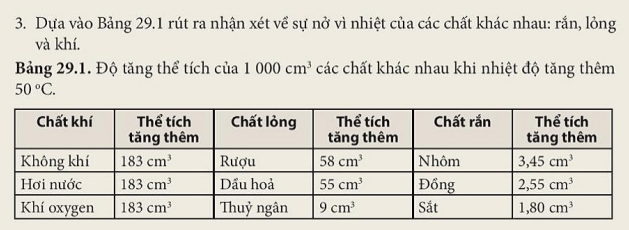 3. Dựa vào Bảng 29.1 rút ra nhận xét về sự nở vì nhiệt của các chất khác nhau: rắn, lỏng
và khí.
Bảng 29.1. Độ tăng thể tích của 1 000 cm³ các chất khác nhau khi nhiệt độ tăng thêm
50 °C.
Chất khí Thể tích tăng thêm Chất lỏng Thể tích tăng thêm Chất rắn Thể tích tăng thêm
Không khí 183 cm³ Rượu 58 cm³ Nhôm 3,45 cm³
Hơi nước 183 cm³ Dầu hoả 55 cm³ Đồng 2,55 cm³
Khí oxygen 183 cm³ Thuỷ ngân 9 cm³ Sắt 1,80 cm³